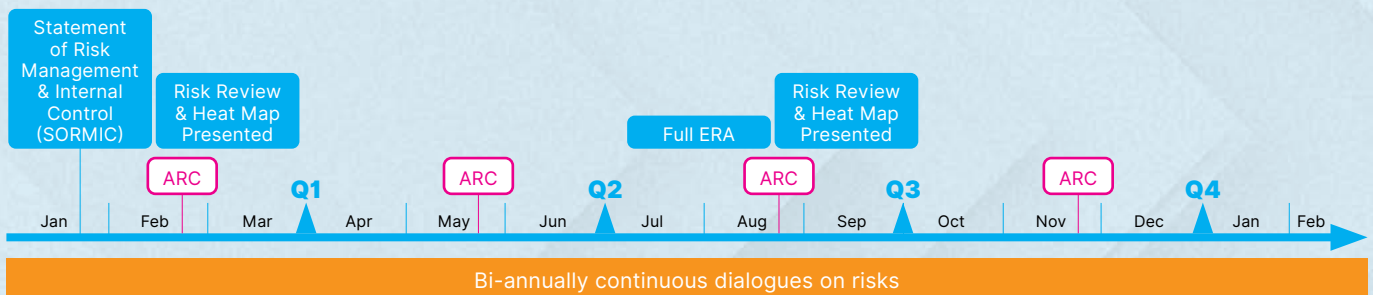 Statement
of Risk
Management
& Internal
Control
(SORMIC)
Risk Review
& Heat Map
Presented
Full ERA
Risk Review
& Heat Map
Presented
ARC
ARC
ARC
ARC
Q1
Q2
Q3
Q4
Jan
Feb
Mar
Apr
May
Jun
Jul
Aug
Sep
Oct
Nov
Dec
Jan
Feb
Bi-annually continuous dialogues on risks